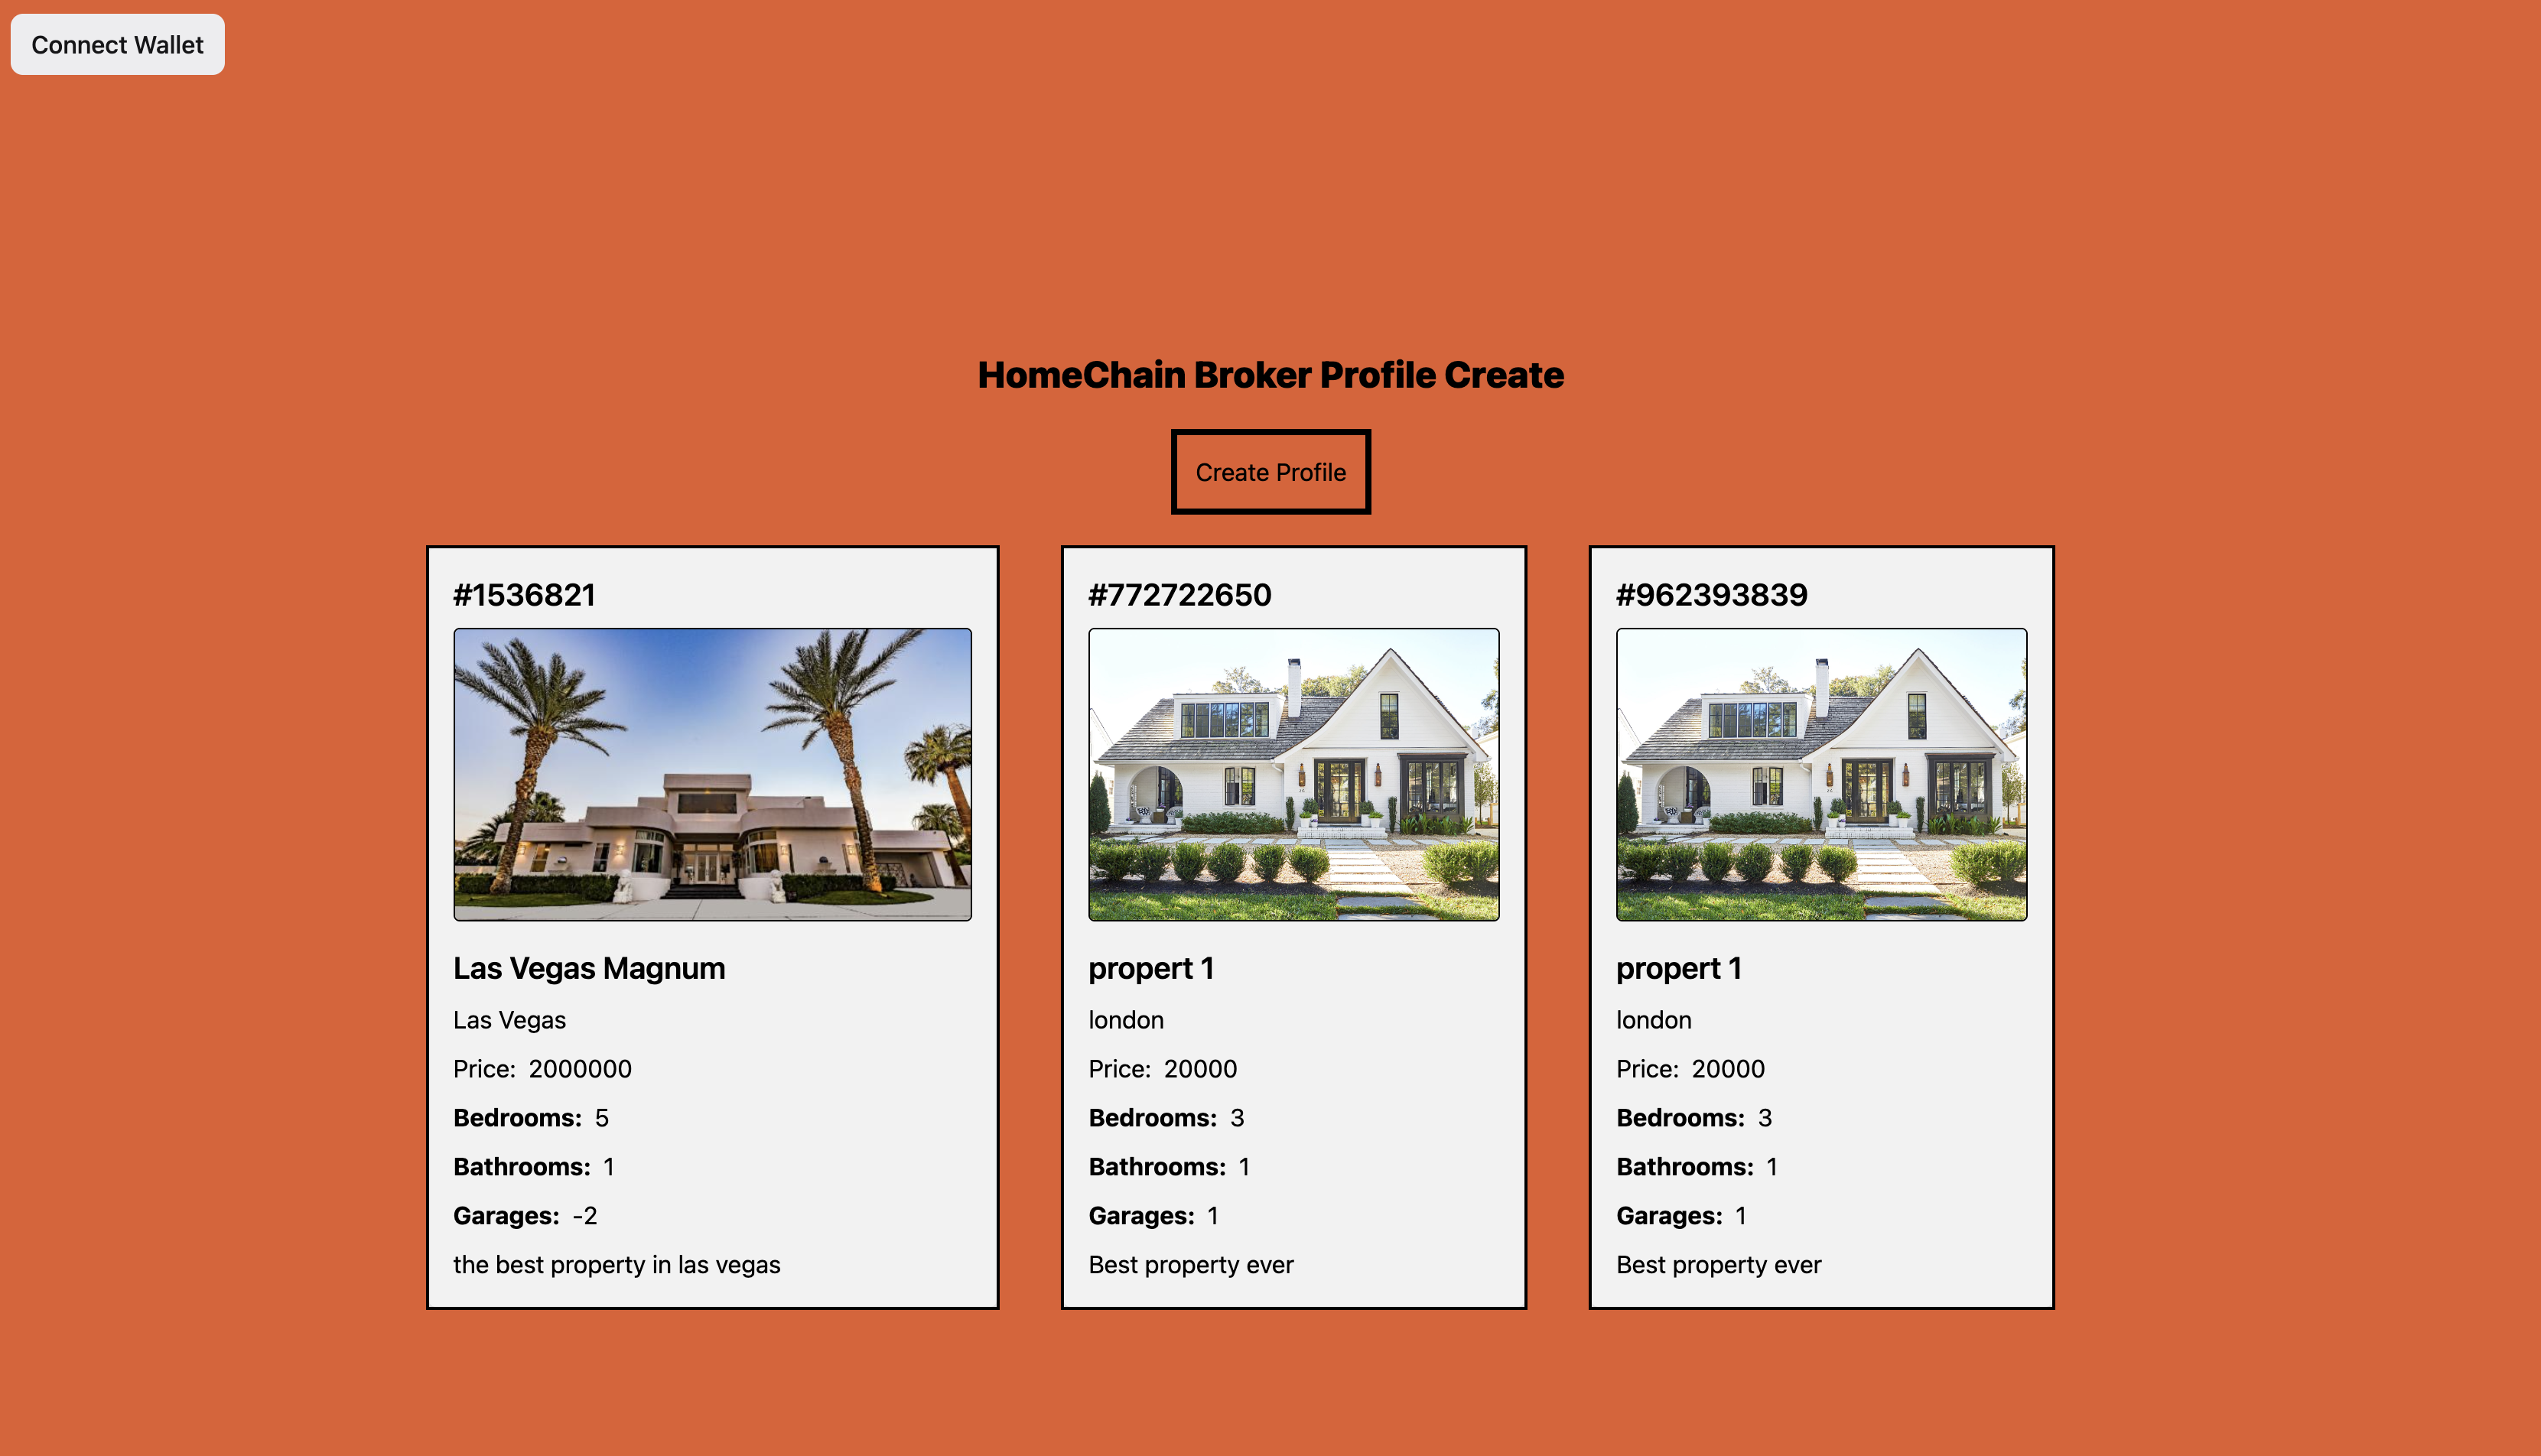 Connect Wallet
HomeChain Broker Profile Create
Create Profile
#1536821
Las Vegas Magnum
Las Vegas
Price: 2000000
Bedrooms: 5
Bathrooms: 1
Garages: -2
the best property in las vegas
#772722650
propert 1
london
Price: 20000
Bedrooms: 3
Bathrooms: 1
Garages: 1
Best property ever
#962393839
propert 1
london
Price: 20000
Bedrooms: 3
Bathrooms: 1
Garages: 1
Best property ever